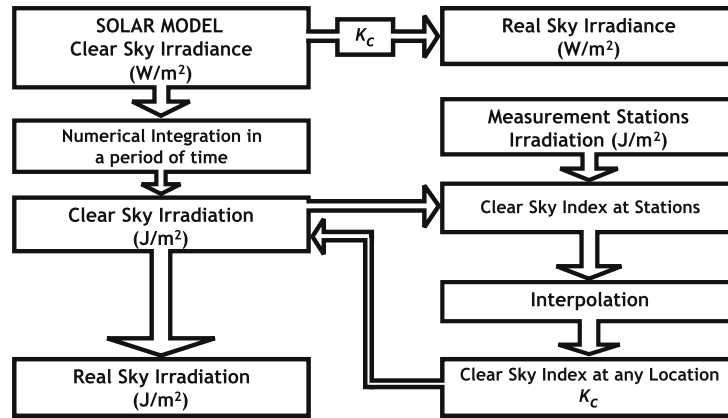 SOLAR MODEL
Clear Sky Irradiance
(W/m²)
K_C
Real Sky Irradiance
(W/m²)
Numerical Integration in
a period of time
Measurement Stations
Irradiation (J/m²)
Clear Sky Irradiation
(J/m²)
Clear Sky Index at Stations
Interpolation
Real Sky Irradiation
(J/m²)
Clear Sky Index at any Location
K_C